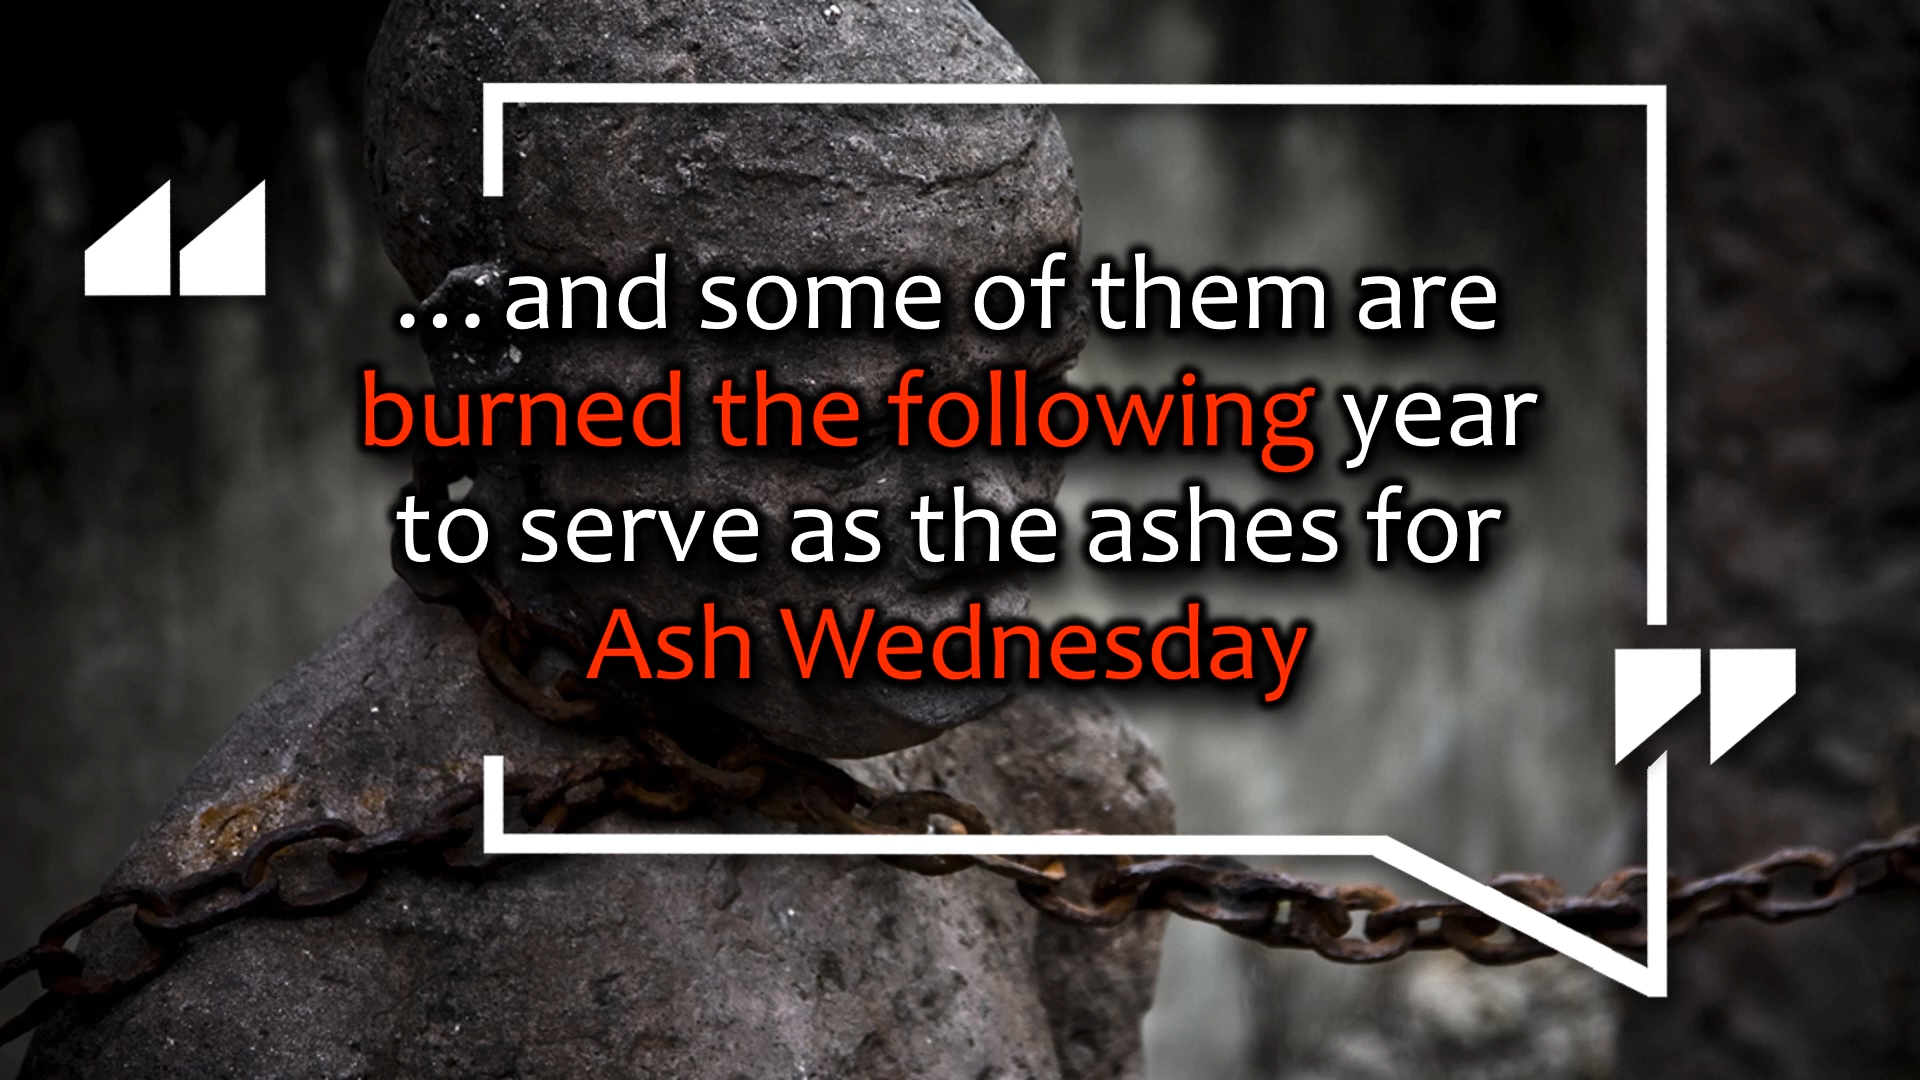 “
…and some of them are
burned the following year
to serve as the ashes for
Ash Wednesday
”